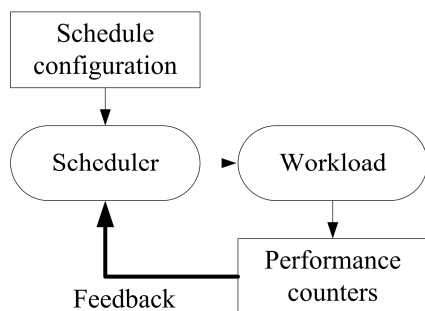 Schedule
configuration
Scheduler
Workload
Performance
counters
Feedback